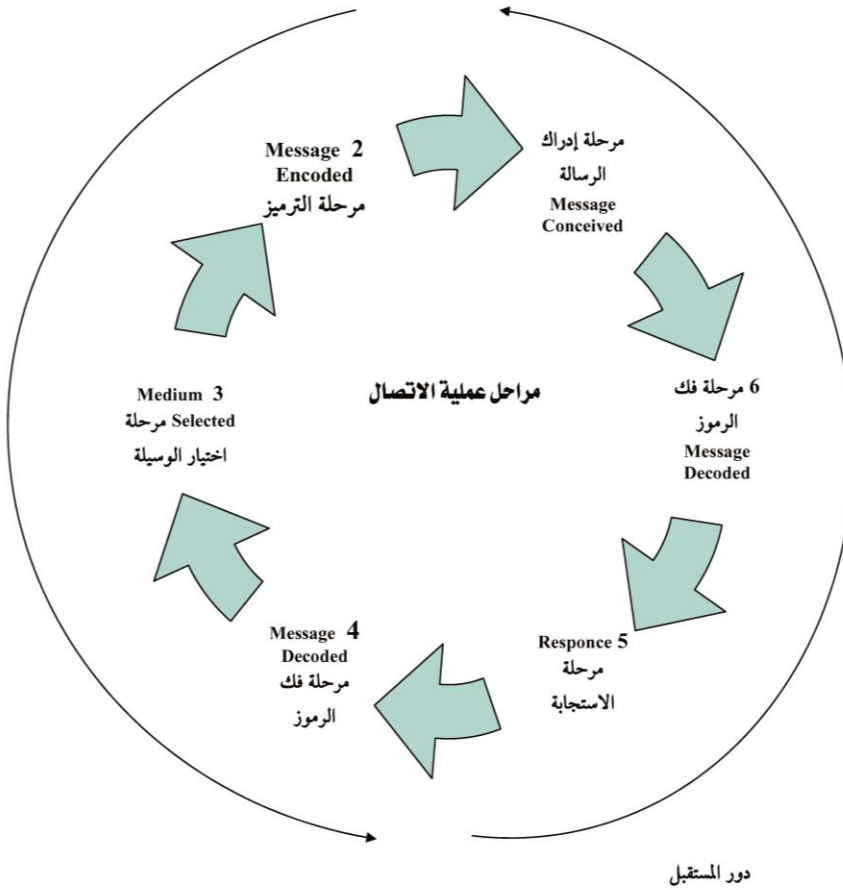 مرحلة إدراك
الرسالة
Message
Conceived
Message 2
Encoded
مرحلة الترميز
Medium 3
مرحلة Selected
اختيار الوسيلة
مراحل عملية الاتصال
6 مرحلة فك
الرموز
Message
Decoded
Message 4
Decoded
مرحلة فك
الرموز
Responce 5
مرحلة
الاستجابة
دور المستقبل